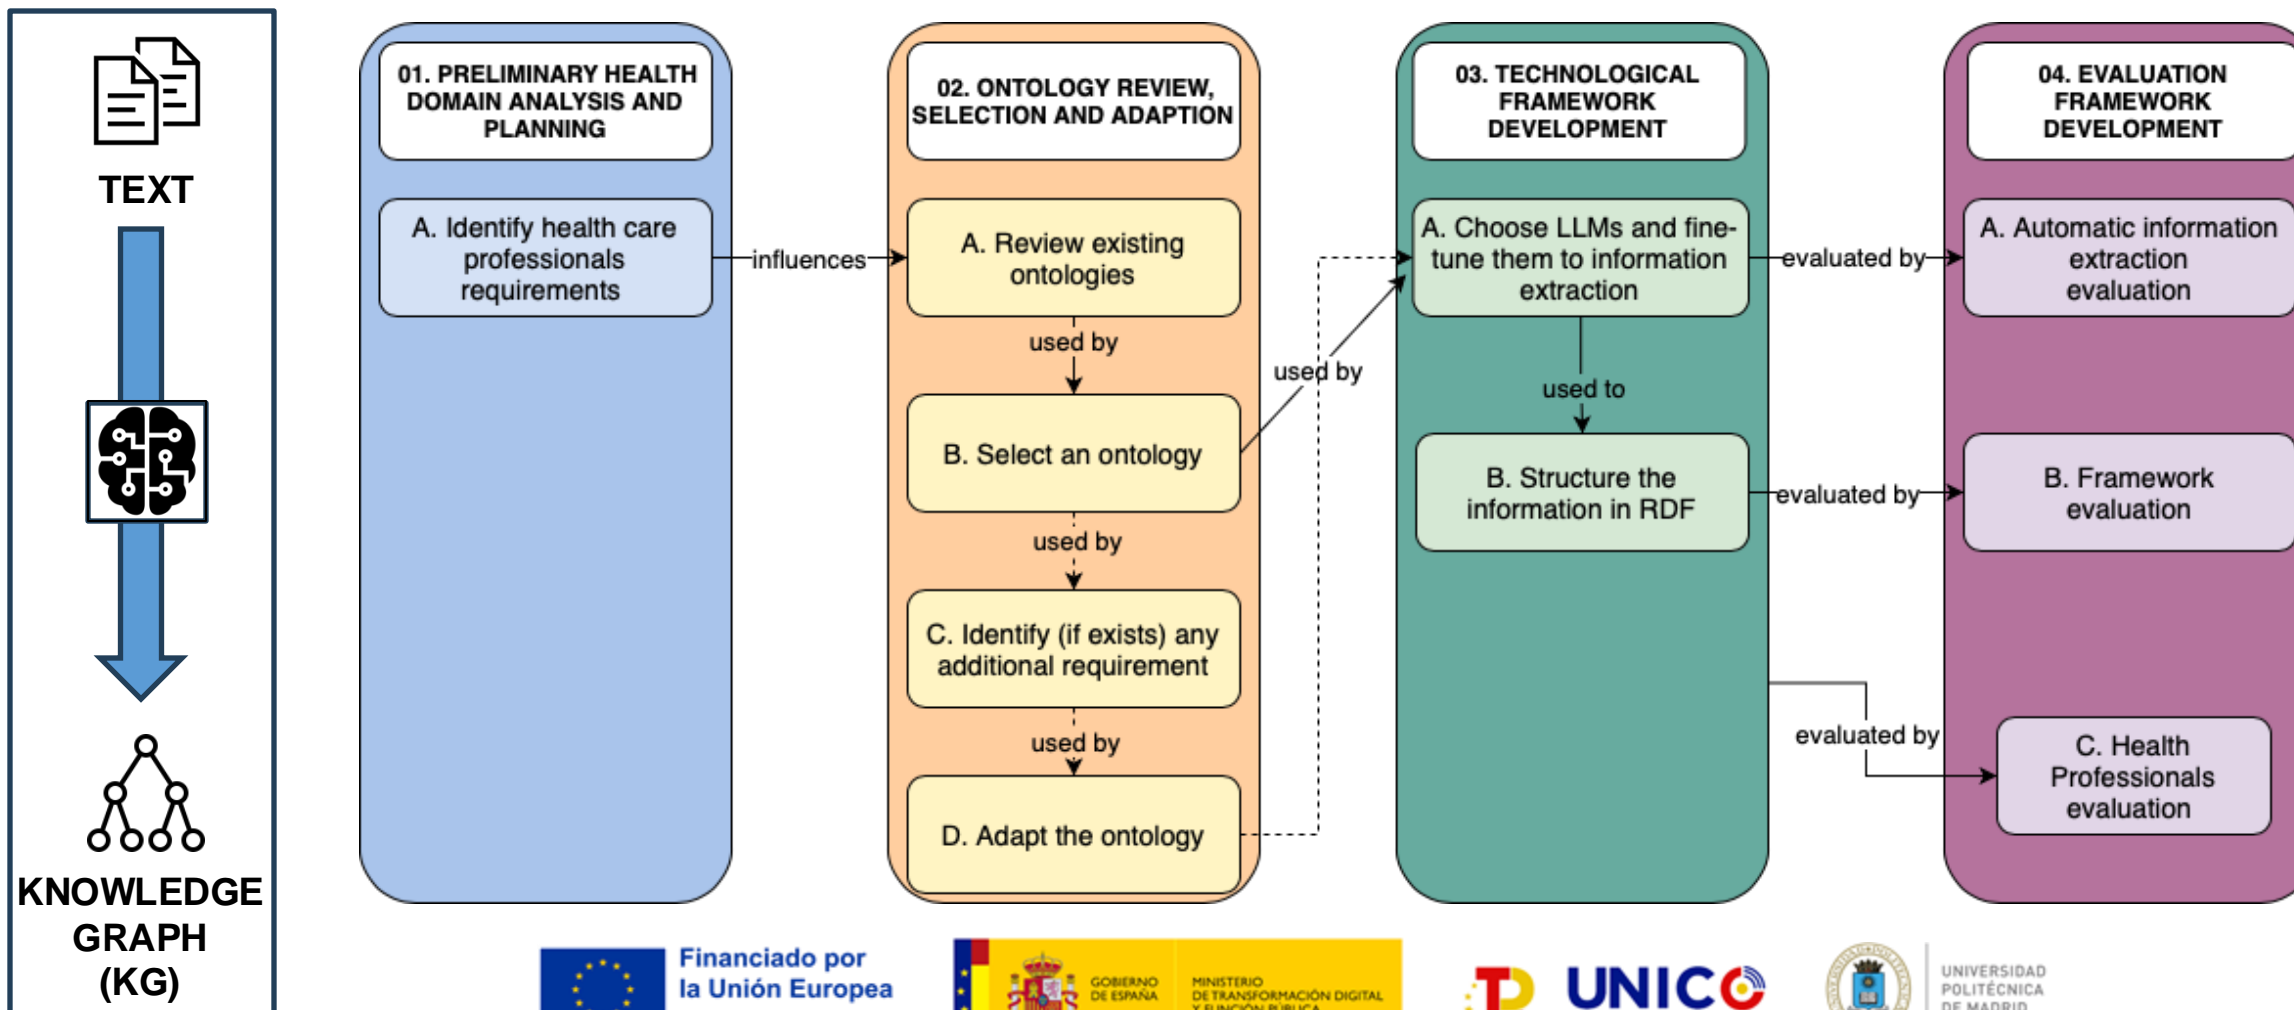 TEXT
KNOWLEDGE
GRAPH
(KG)
01. PRELIMINARY HEALTH
DOMAIN ANALYSIS AND
PLANNING
A. Identify health care
professionals
requirements
influences
02. ONTOLOGY REVIEW,
SELECTION AND ADAPTION
A. Review existing
ontologies
used by
B. Select an ontology
used by
C. Identify (if exists) any
additional requirement
used by
D. Adapt the ontology
used by
03. TECHNOLOGICAL
FRAMEWORK
DEVELOPMENT
A. Choose LLMs and fine-
tune them to information
extraction
used to
B. Structure the
information in RDF
evaluated by
evaluated by
evaluated by
04. EVALUATION
FRAMEWORK
DEVELOPMENT
A. Automatic information
extraction
evaluation
B. Framework
evaluation
C. Health
Professionals
evaluation
Financiado por
la Unión Europea
GOBIERNO
DE ESPAÑA
MINISTERIO
DE TRANSFORMACIÓN DIGITAL
Y FUNCIÓN PÚBLICA
UNICO
UNIVERSIDAD
POLITÉCNICA
DE MADRID